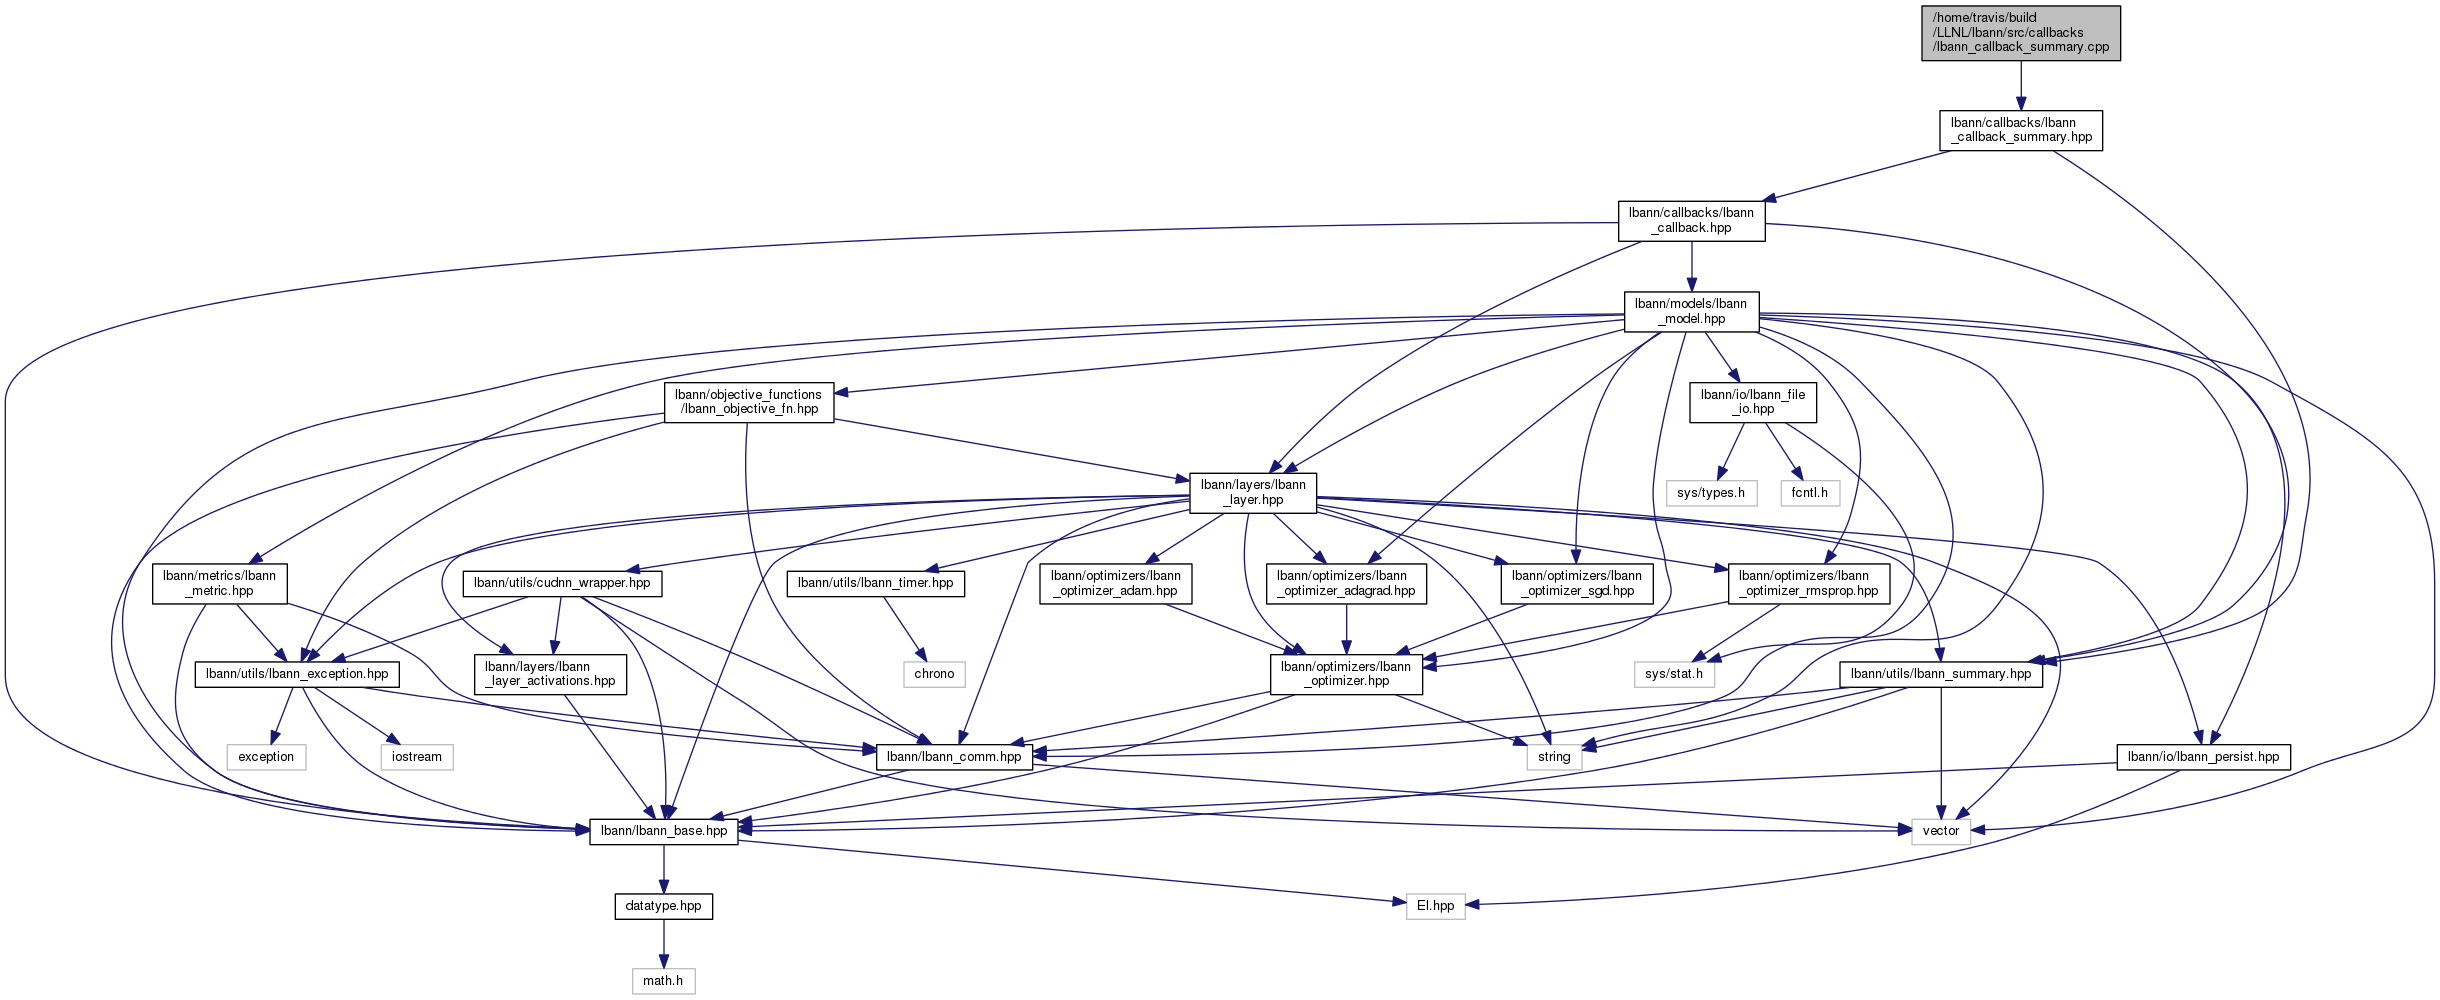 /home/travis/build
/LLNL/lbann/src/callbacks
/lbann_callback_summary.cpp
lbann/callbacks/lbann
_callback_summary.hpp
lbann/callbacks/lbann
_callback.hpp
lbann/models/lbann
_model.hpp
lbann/objective_functions
/lbann_objective_fn.hpp
lbann/io/lbann_file
_io.hpp
lbann/layers/lbann
_layer.hpp
sys/types.h
fcntl.h
lbann/metrics/lbann
_metric.hpp
lbann/utils/cudnn_wrapper.hpp
lbann/utils/lbann_timer.hpp
lbann/optimizers/lbann
_optimizer_adam.hpp
lbann/optimizers/lbann
_optimizer_adagrad.hpp
lbann/optimizers/lbann
_optimizer_sgd.hpp
lbann/optimizers/lbann
_optimizer_rmsprop.hpp
lbann/utils/lbann_exception.hpp
lbann/layers/lbann
_layer_activations.hpp
chrono
lbann/optimizers/lbann
_optimizer.hpp
sys/stat.h
lbann/utils/lbann_summary.hpp
exception
iostream
lbann/lbann_comm.hpp
string
lbann/io/lbann_persist.hpp
lbann/lbann_base.hpp
vector
datatype.hpp
El.hpp
math.h